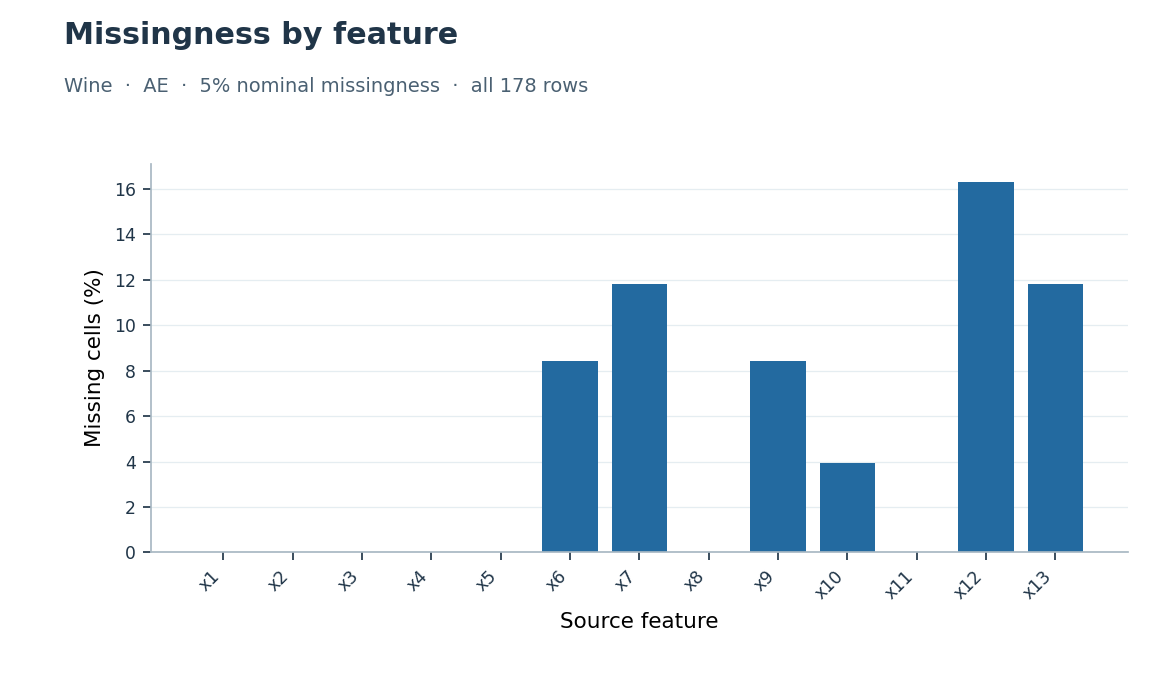 Missingness by feature
Wine · AE · 5% nominal missingness · all 178 rows
Missing cells (%)
16
14
12
10
8
6
4
2
0
x1 x2 x3 x4 x5 x6 x7 x8 x9 x10 x11 x12 x13
Source feature